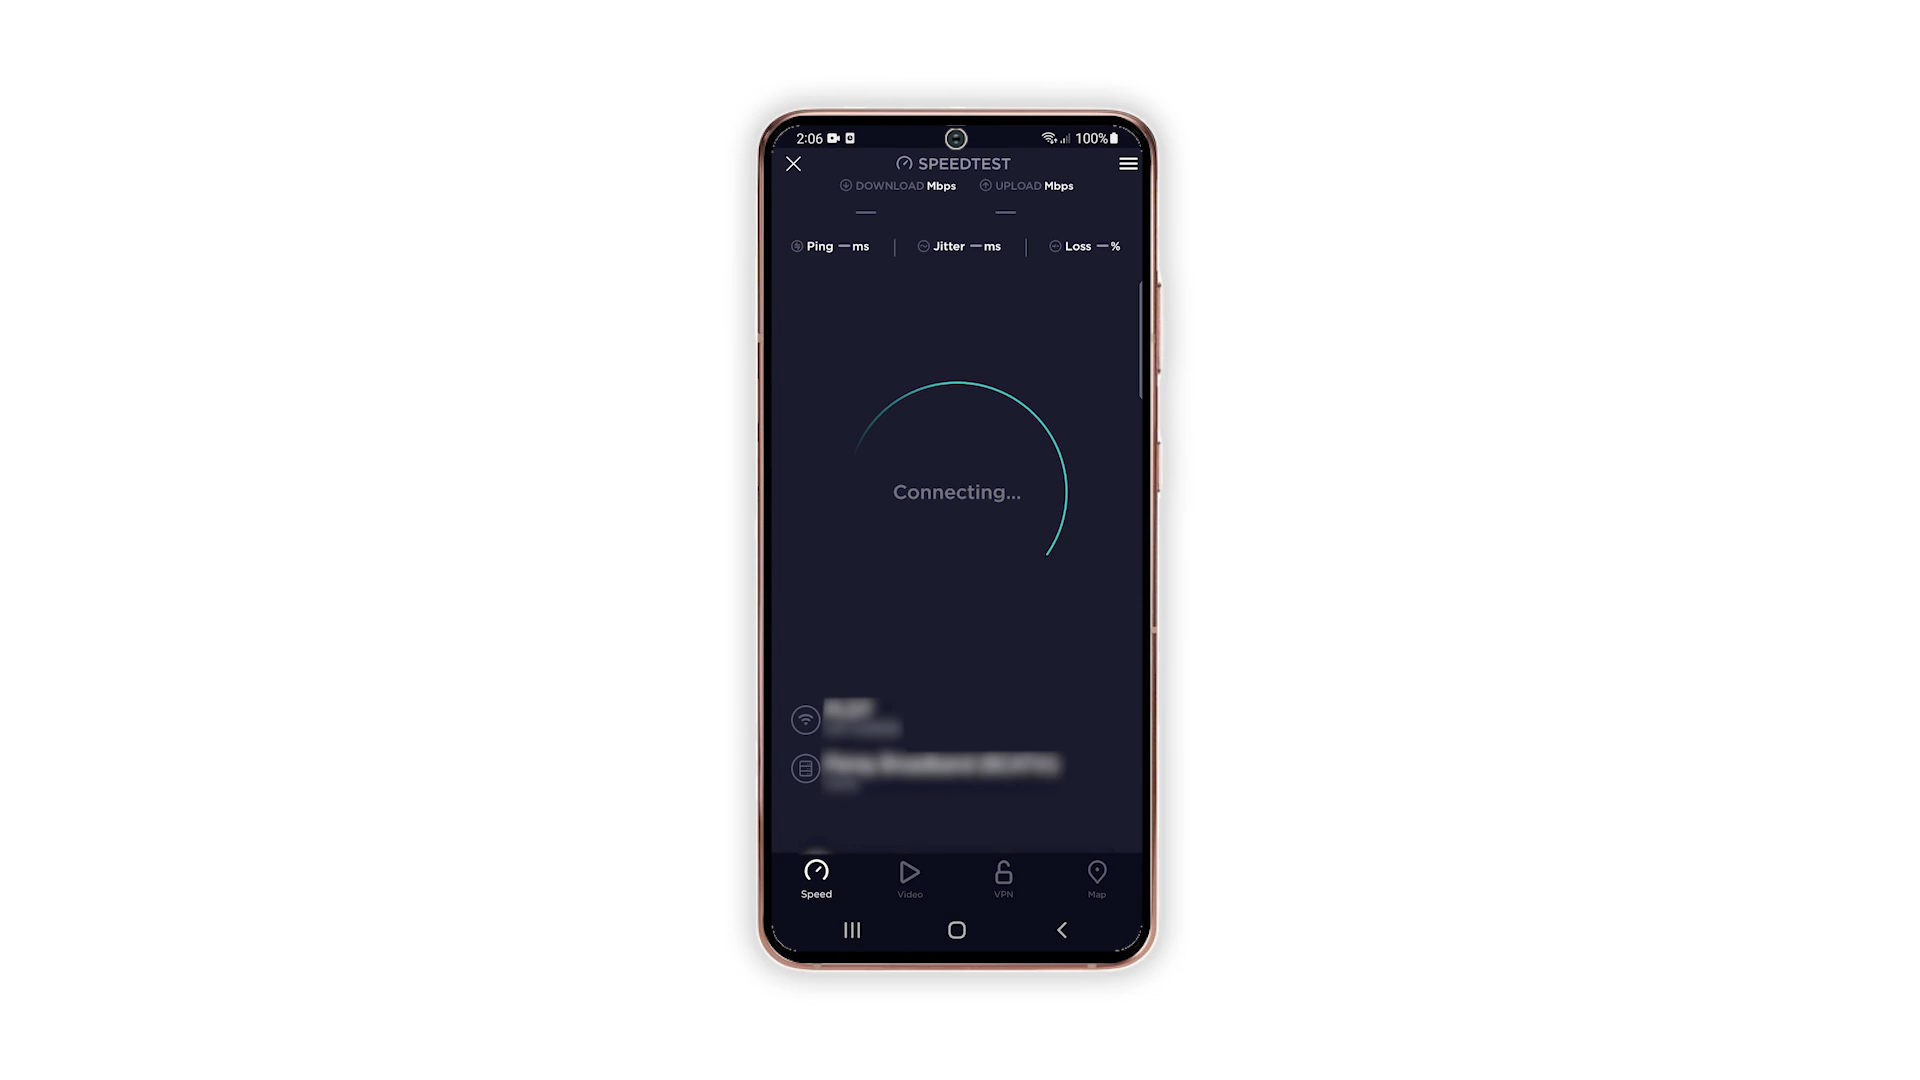 2:06 100%
SPEEDTEST
DOWNLOAD Mbps UPLOAD Mbps
— —
Ping — ms Jitter — ms Loss — %
Connecting...
Speed Video VPN Map